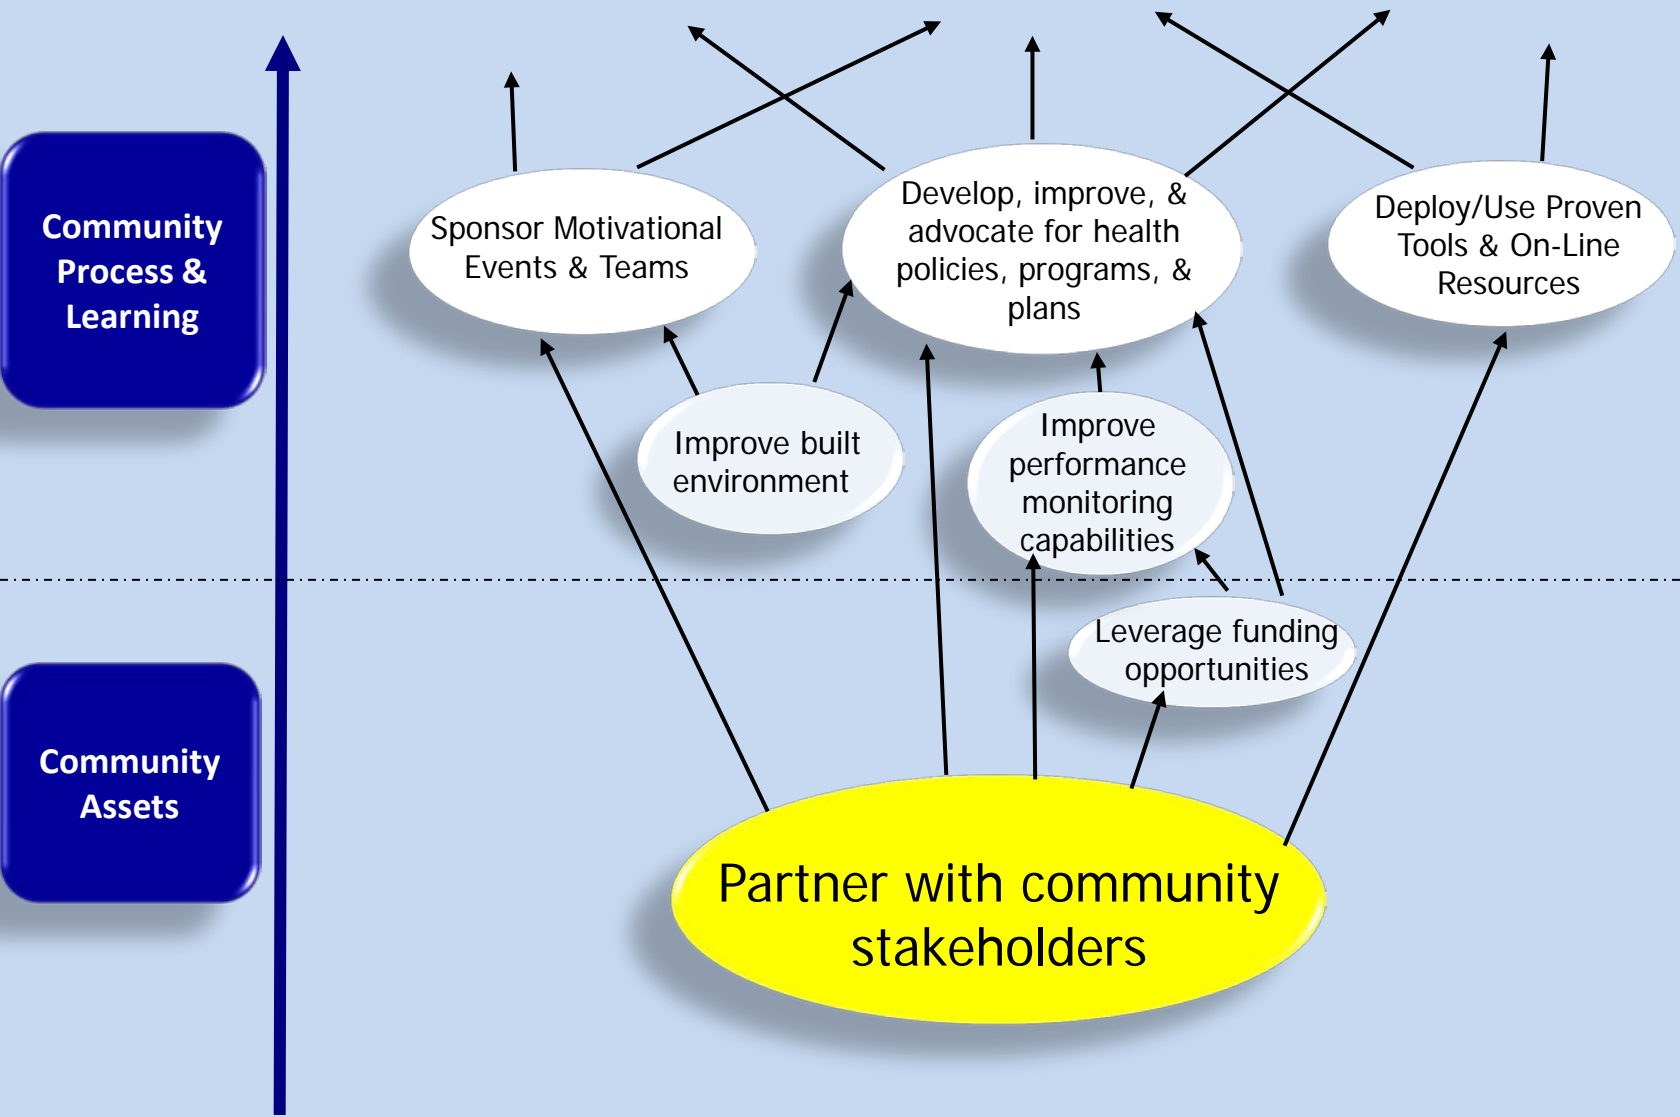 Community
Process &
Learning
Sponsor Motivational
Events & Teams
Develop, improve, &
advocate for health
policies, programs, &
plans
Deploy/Use Proven
Tools & On-Line
Resources
Improve built
environment
Improve
performance
monitoring
capabilities
Leverage funding
opportunities
Community
Assets
Partner with community
stakeholders